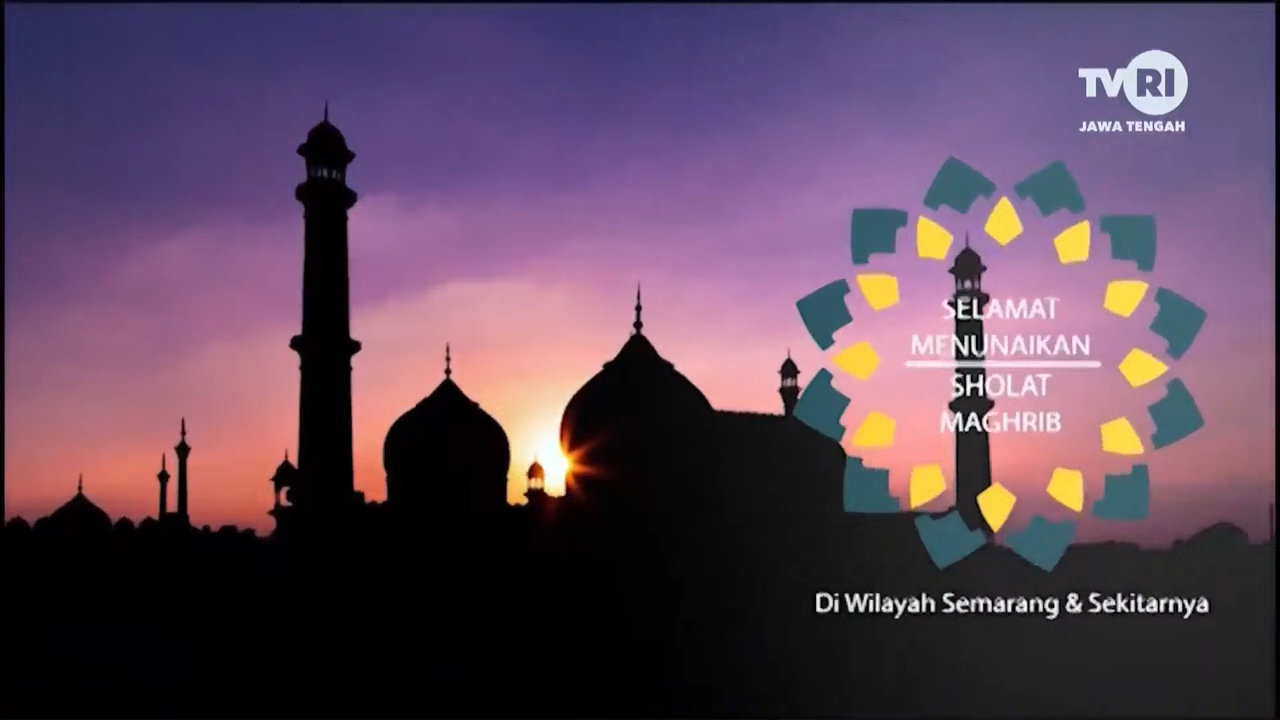 TVRI
JAWA TENGAH
SELAMAT
MENUNAIKAN
SHOLAT
MAGHRIB
Di Wilayah Semarang & Sekitarnya